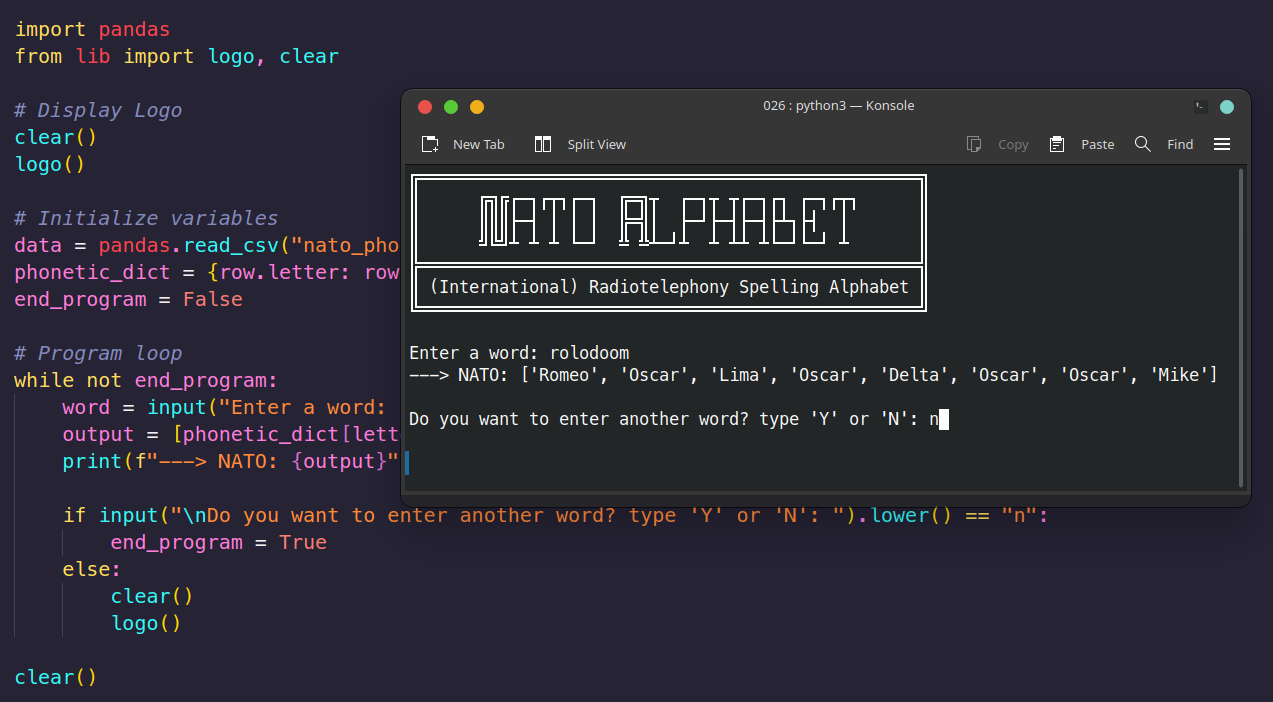 import pandas
from lib import logo, clear
# Display Logo
clear()
logo()
# Initialize variables
data = pandas.read_csv("nato_pho
phonetic_dict = {row.letter: row
end_program = False
# Program loop
while not end_program:
word = input("Enter a word:
output = [phonetic_dict[lett
print(f"---> NATO: {output}"
if input("\nDo you want to enter another word? type 'Y' or 'N': ").lower() == "n":
end_program = True
else:
clear()
logo()
clear()
026 : python3 — Konsole
New Tab
Split View
Copy
Paste
Find
NATO ALPHABET
(International) Radiotelephony Spelling Alphabet
Enter a word: rolodoom
---> NATO: ['Romeo', 'Oscar', 'Lima', 'Oscar', 'Delta', 'Oscar', 'Oscar', 'Mike']
Do you want to enter another word? type 'Y' or 'N': n